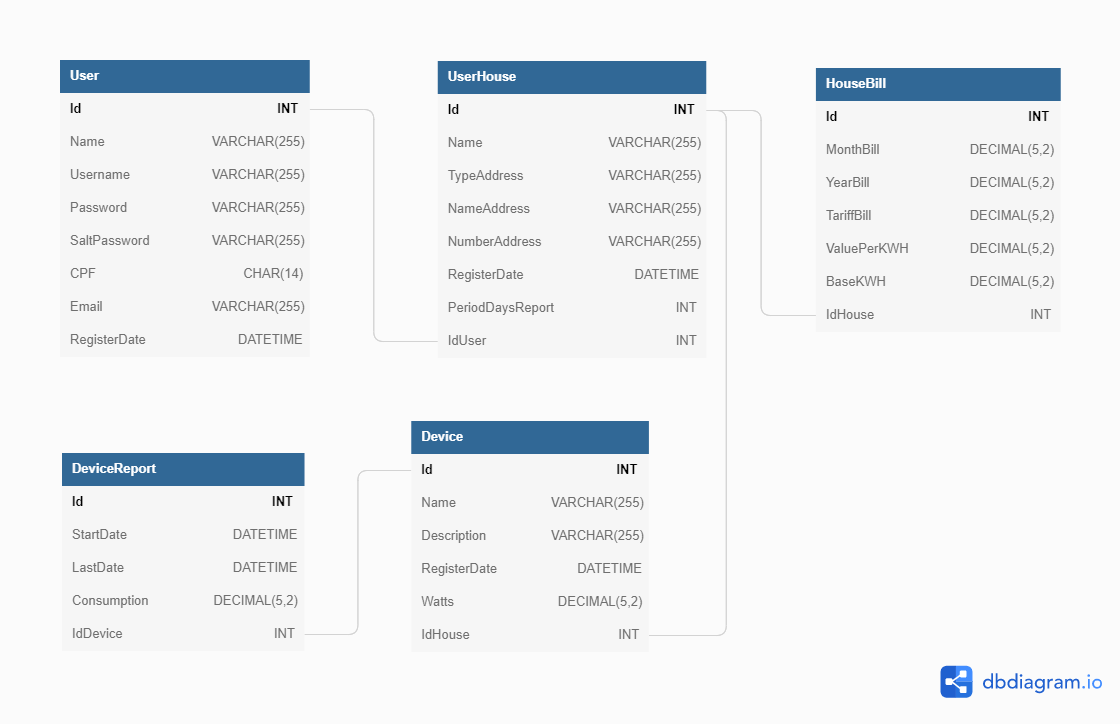 User
Id INT
Name VARCHAR(255)
Username VARCHAR(255)
Password VARCHAR(255)
SaltPassword VARCHAR(255)
CPF CHAR(14)
Email VARCHAR(255)
RegisterDate DATETIME
UserHouse
Id INT
Name VARCHAR(255)
TypeAddress VARCHAR(255)
NameAddress VARCHAR(255)
NumberAddress VARCHAR(255)
RegisterDate DATETIME
PeriodDaysReport INT
IdUser INT
HouseBill
Id INT
MonthBill DECIMAL(5,2)
YearBill DECIMAL(5,2)
TariffBill DECIMAL(5,2)
ValuePerKWH DECIMAL(5,2)
BaseKWH DECIMAL(5,2)
IdHouse INT
DeviceReport
Id INT
StartDate DATETIME
LastDate DATETIME
Consumption DECIMAL(5,2)
IdDevice INT
Device
Id INT
Name VARCHAR(255)
Description VARCHAR(255)
RegisterDate DATETIME
Watts DECIMAL(5,2)
IdHouse INT
dbdiagram.io